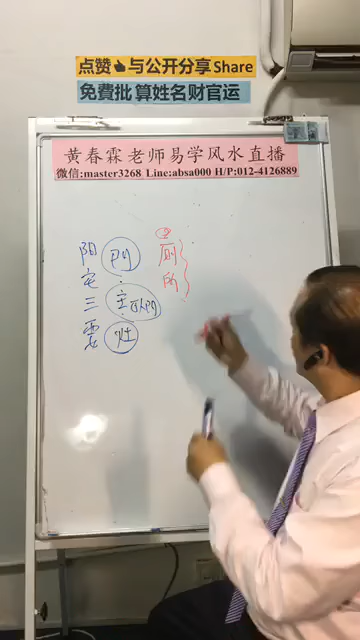 点赞👍与公开分享Share
免费批算姓名财官运
黄春霖老师易学风水直播
微信:master3268 Line:absa000 H/P:012-4126889
阳宅三要
门
主
卧门
灶
②
厕所